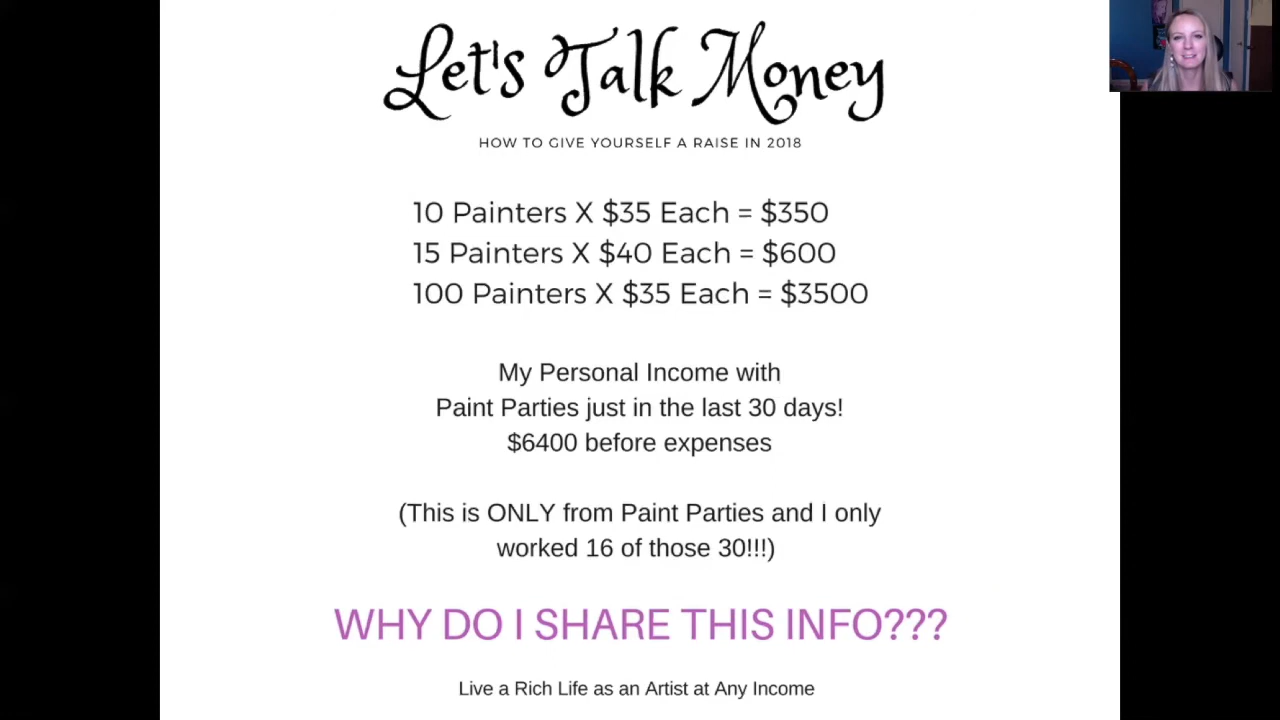 Let's Talk Money
HOW TO GIVE YOURSELF A RAISE IN 2018
10 Painters X $35 Each = $350
15 Painters X $40 Each = $600
100 Painters X $35 Each = $3500
My Personal Income with
Paint Parties just in the last 30 days!
$6400 before expenses
(This is ONLY from Paint Parties and I only
worked 16 of those 30!!!)
WHY DO I SHARE THIS INFO???
Live a Rich Life as an Artist at Any Income